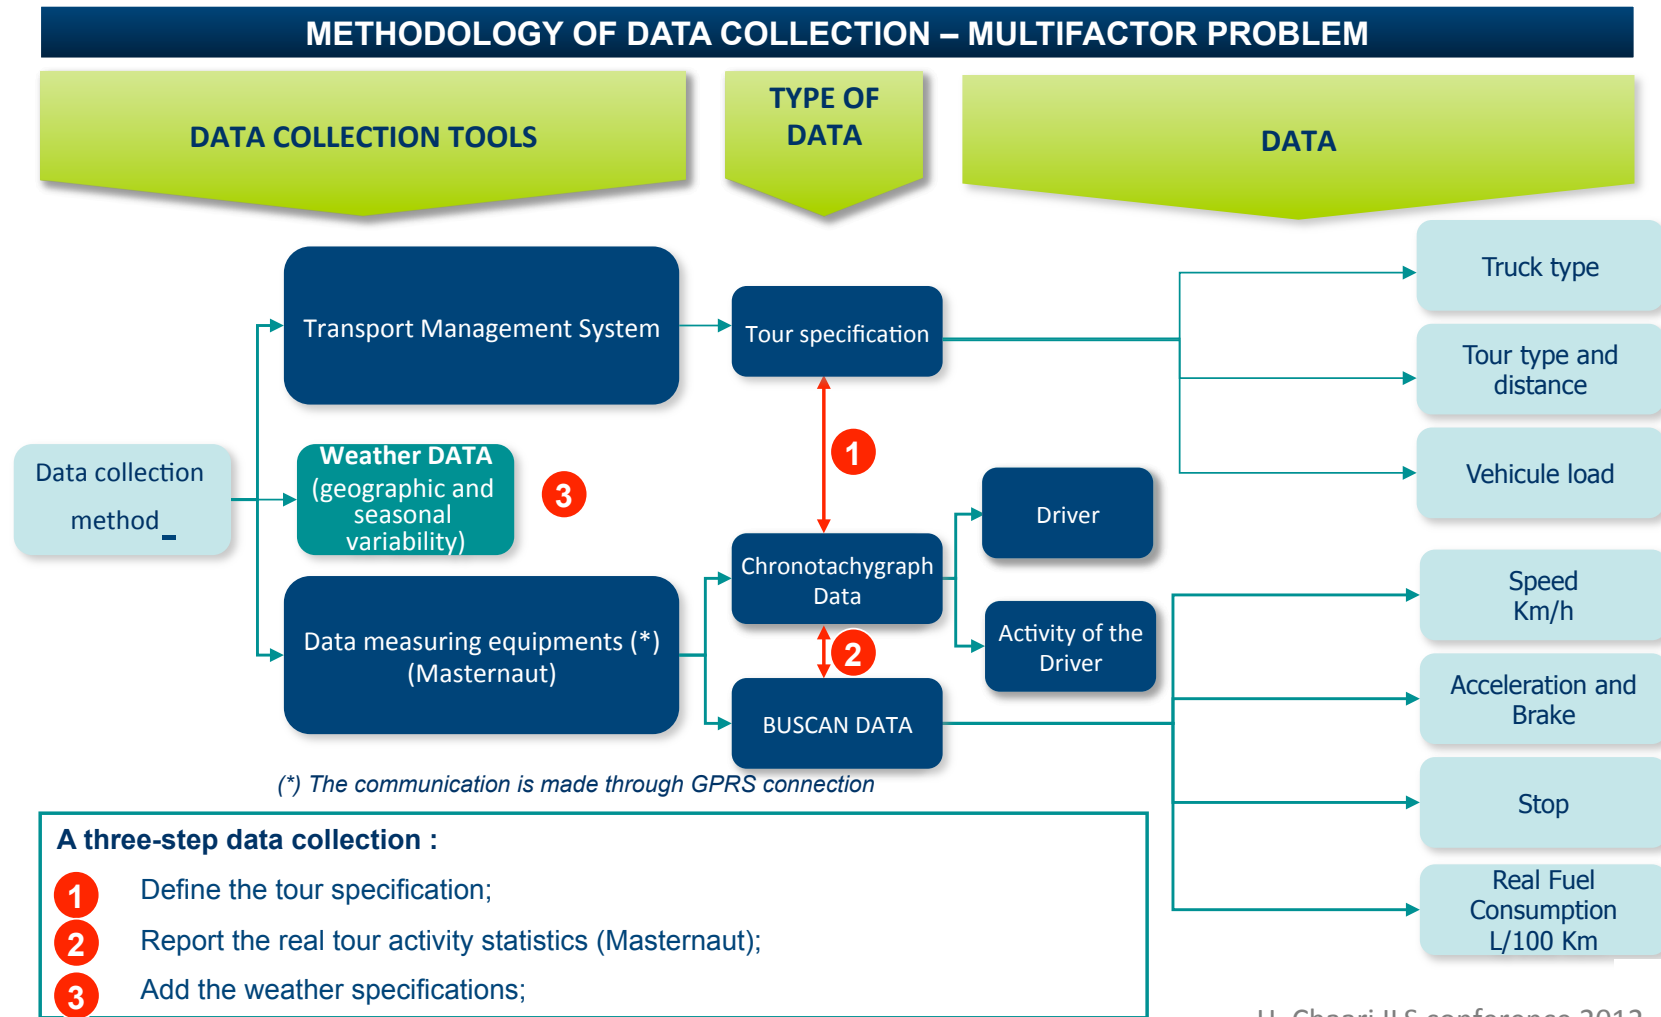 METHODOLOGY OF DATA COLLECTION – MULTIFACTOR PROBLEM
DATA COLLECTION TOOLS
TYPE OF
DATA
DATA
Transport Management System
Tour specification
Truck type
Tour type and
distance
Vehicule load
1
Data collection
method
Weather DATA
(geographic and
seasonal
variability)
3
Data measuring equipments (*)
(Masternaut)
Chronotachygraph
Data
2
BUSCAN DATA
Driver
Activity of the
Driver
Speed
Km/h
Acceleration and
Brake
Stop
Real Fuel
Consumption
L/100 Km
(*) The communication is made through GPRS connection
A three-step data collection :
1 Define the tour specification;
2 Report the real tour activity statistics (Masternaut);
3 Add the weather specifications;
Chaari ILS conference 2012